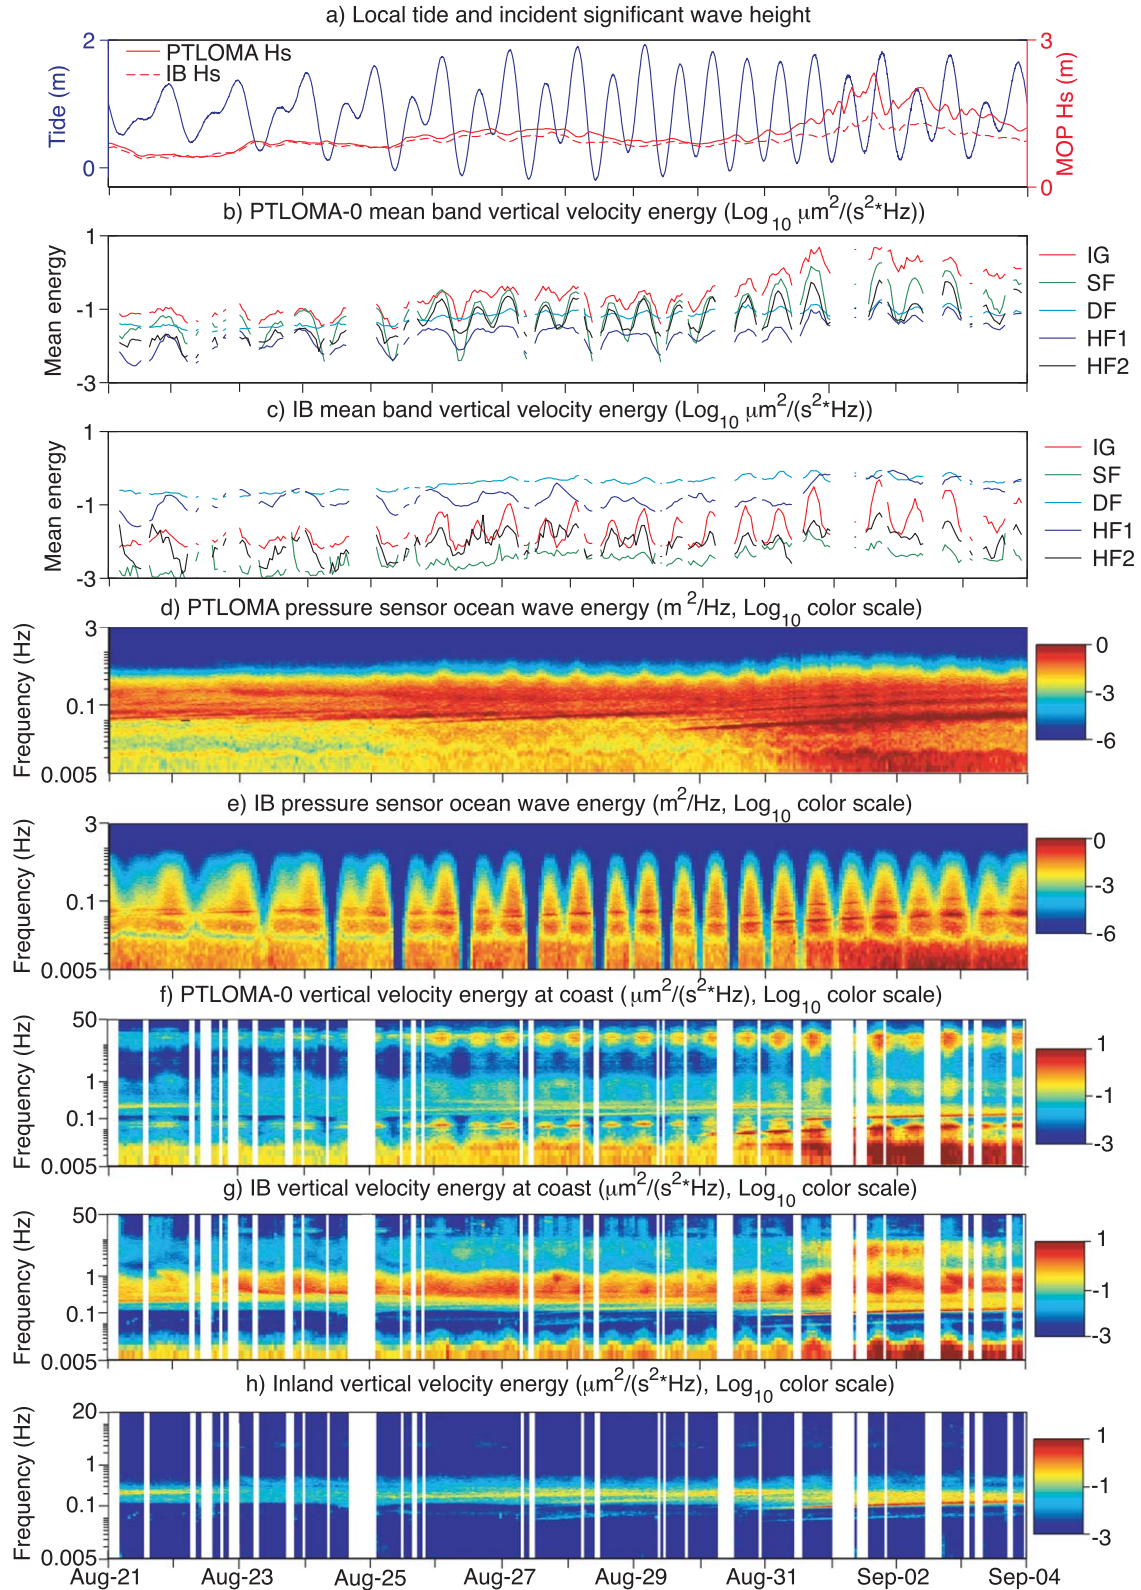 a) Local tide and incident significant wave height
2
0
Tide (m)
PTLOMA Hs
IB Hs
3
0
MOP Hs (m)
b) PTLOMA-0 mean band vertical velocity energy (Log10 μm2/(s2*Hz))
1
-1
-3
Mean energy
IG
SF
DF
HF1
HF2
c) IB mean band vertical velocity energy (Log10 μm2/(s2*Hz))
1
-1
-3
Mean energy
IG
SF
DF
HF1
HF2
d) PTLOMA pressure sensor ocean wave energy (m2/Hz, Log10 color scale)
3
0.1
0.005
Frequency (Hz)
0
-3
-6
e) IB pressure sensor ocean wave energy (m2/Hz, Log10 color scale)
3
0.1
0.005
Frequency (Hz)
0
-3
-6
f) PTLOMA-0 vertical velocity energy at coast (μm2/(s2*Hz), Log10 color scale)
50
1
0.1
0.005
Frequency (Hz)
1
-1
-3
g) IB vertical velocity energy at coast (μm2/(s2*Hz), Log10 color scale)
50
1
0.1
0.005
Frequency (Hz)
1
-1
-3
h) Inland vertical velocity energy (μm2/(s2*Hz), Log10 color scale)
20
1
0.1
0.005
Frequency (Hz)
1
-1
-3
Aug-21 Aug-23 Aug-25 Aug-27 Aug-29 Aug-31 Sep-02 Sep-04